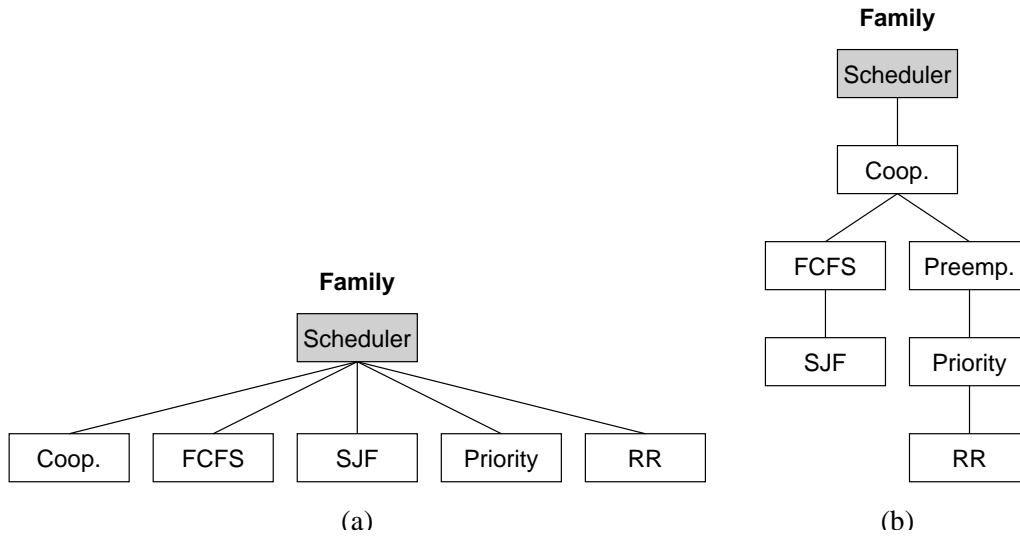 Family
Scheduler
Coop.
FCFS
SJF
Priority
RR
(a)
Family
Scheduler
Coop.
FCFS
Preemp.
SJF
Priority
RR
(b)